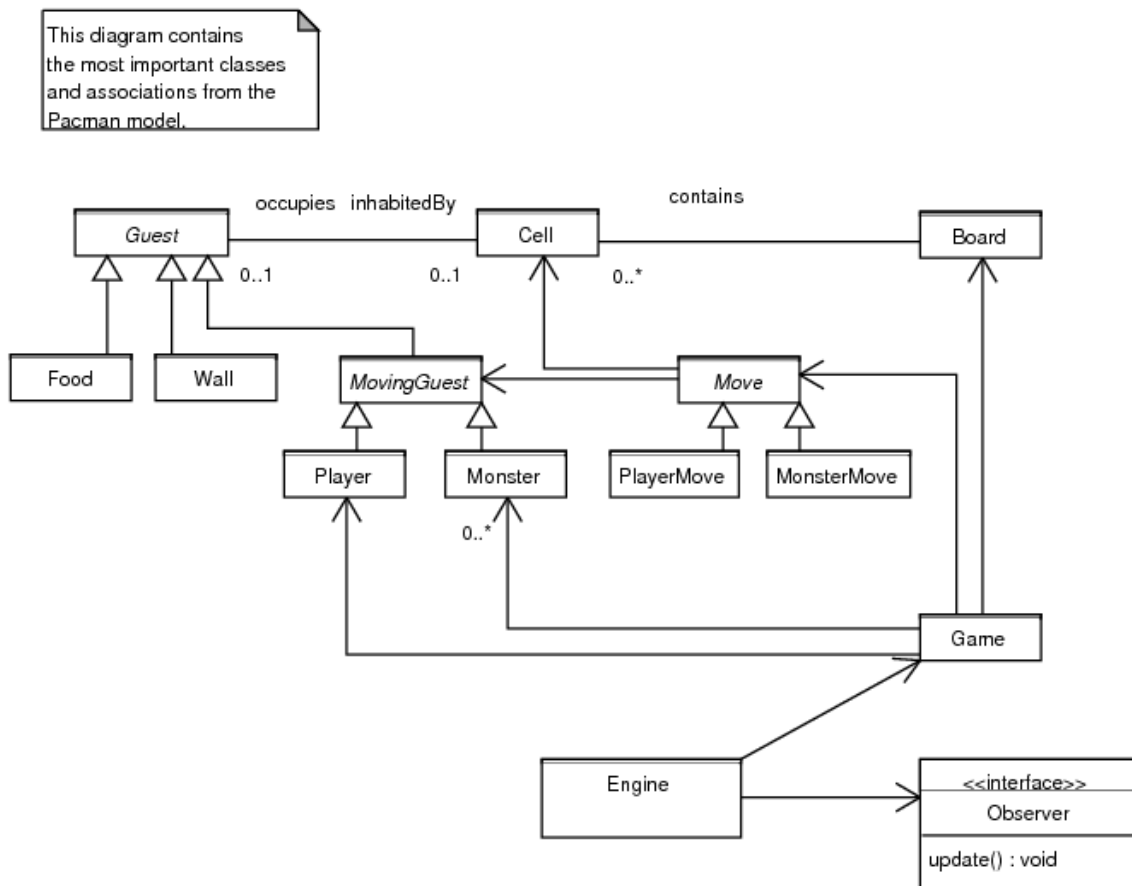 This diagram contains
the most important classes
and associations from the
Pacman model.
occupies inhabitedBy
contains
Guest
Cell
Board
0..1
0..1
0..*
Food
Wall
MovingGuest
Move
Player
Monster
PlayerMove
MonsterMove
0..*
Game
Engine
<<interface>>
Observer
update() : void